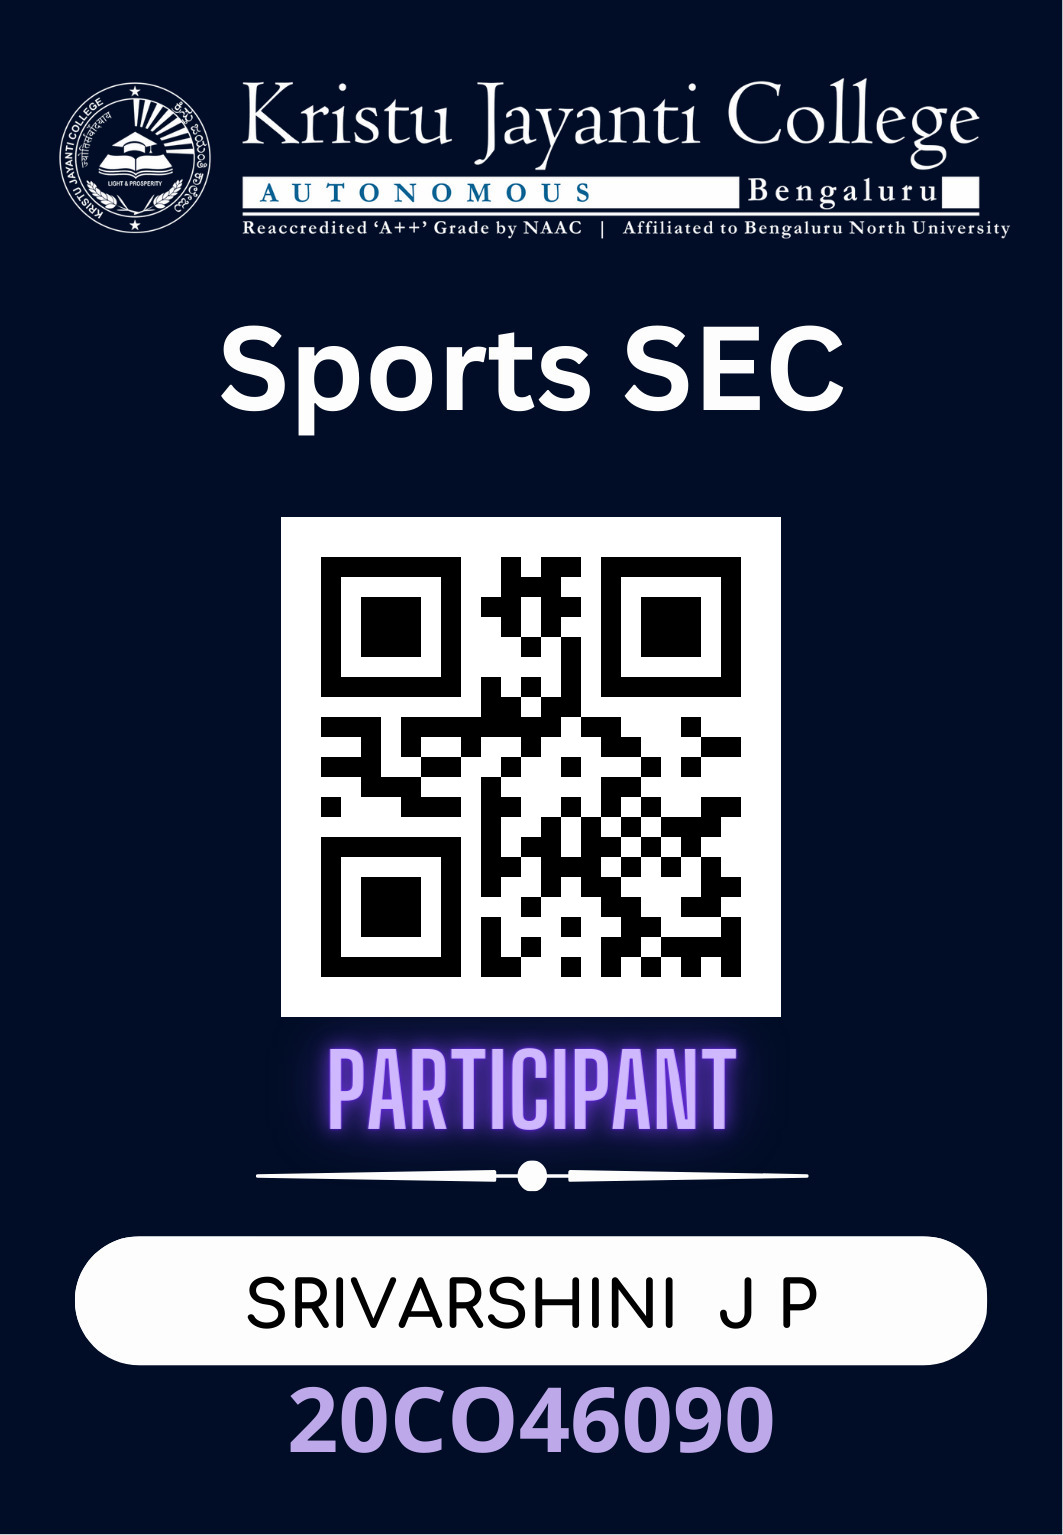 KRISTU JAYANTI COLLEGE
ಕ್ರಿಸ್ತು ಜಯಂತಿ ಕಾಲೇಜು
LIGHT & PROSPERITY
Kristu Jayanti College
AUTONOMOUS Bengaluru
Reaccredited ‘A++’ Grade by NAAC | Affiliated to Bengaluru North University
Sports SEC
PARTICIPANT
SRIVARSHINI J P
20CO46090